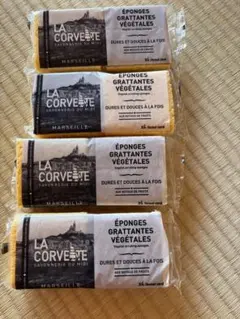 LA
CORVETTE
SAVONNERIE DU MIDI
MARSEILLE
ÉPONGES
GRATTANTES
VÉGÉTALES
DURES ET DOUCES À LA FOIS
LA
CORVETTE
SAVONNERIE DU MIDI
MARSEILLE
ÉPONGES
GRATTANTES
VÉGÉTALES
DURES ET DOUCES À LA FOIS
LA
CORVETTE
SAVONNERIE DU MIDI
MARSEILLE
ÉPONGES
GRATTANTES
VÉGÉTALES
DURES ET DOUCES À LA FOIS
LA
CORVETTE
SAVONNERIE DU MIDI
MARSEILLE
ÉPONGES
GRATTANTES
VÉGÉTALES
DURES ET DOUCES À LA FOIS